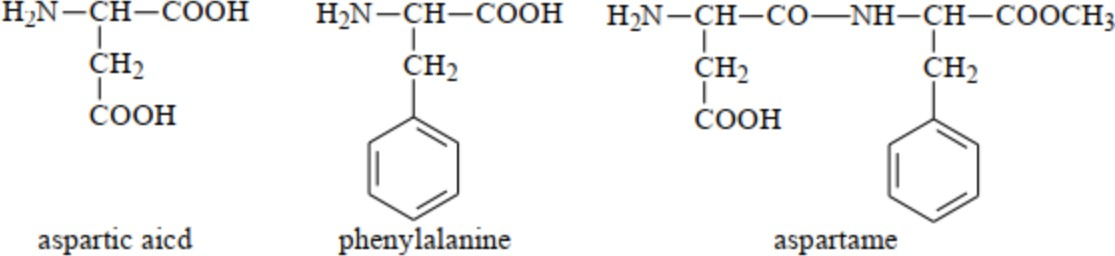 H₂N—CH—COOH
CH₂
COOH
H₂N—CH—COOH
CH₂
H₂N—CH—CO—NH—CH—COOCH₃
CH₂ CH₂
COOH
aspartic aicd phenylalanine aspartame